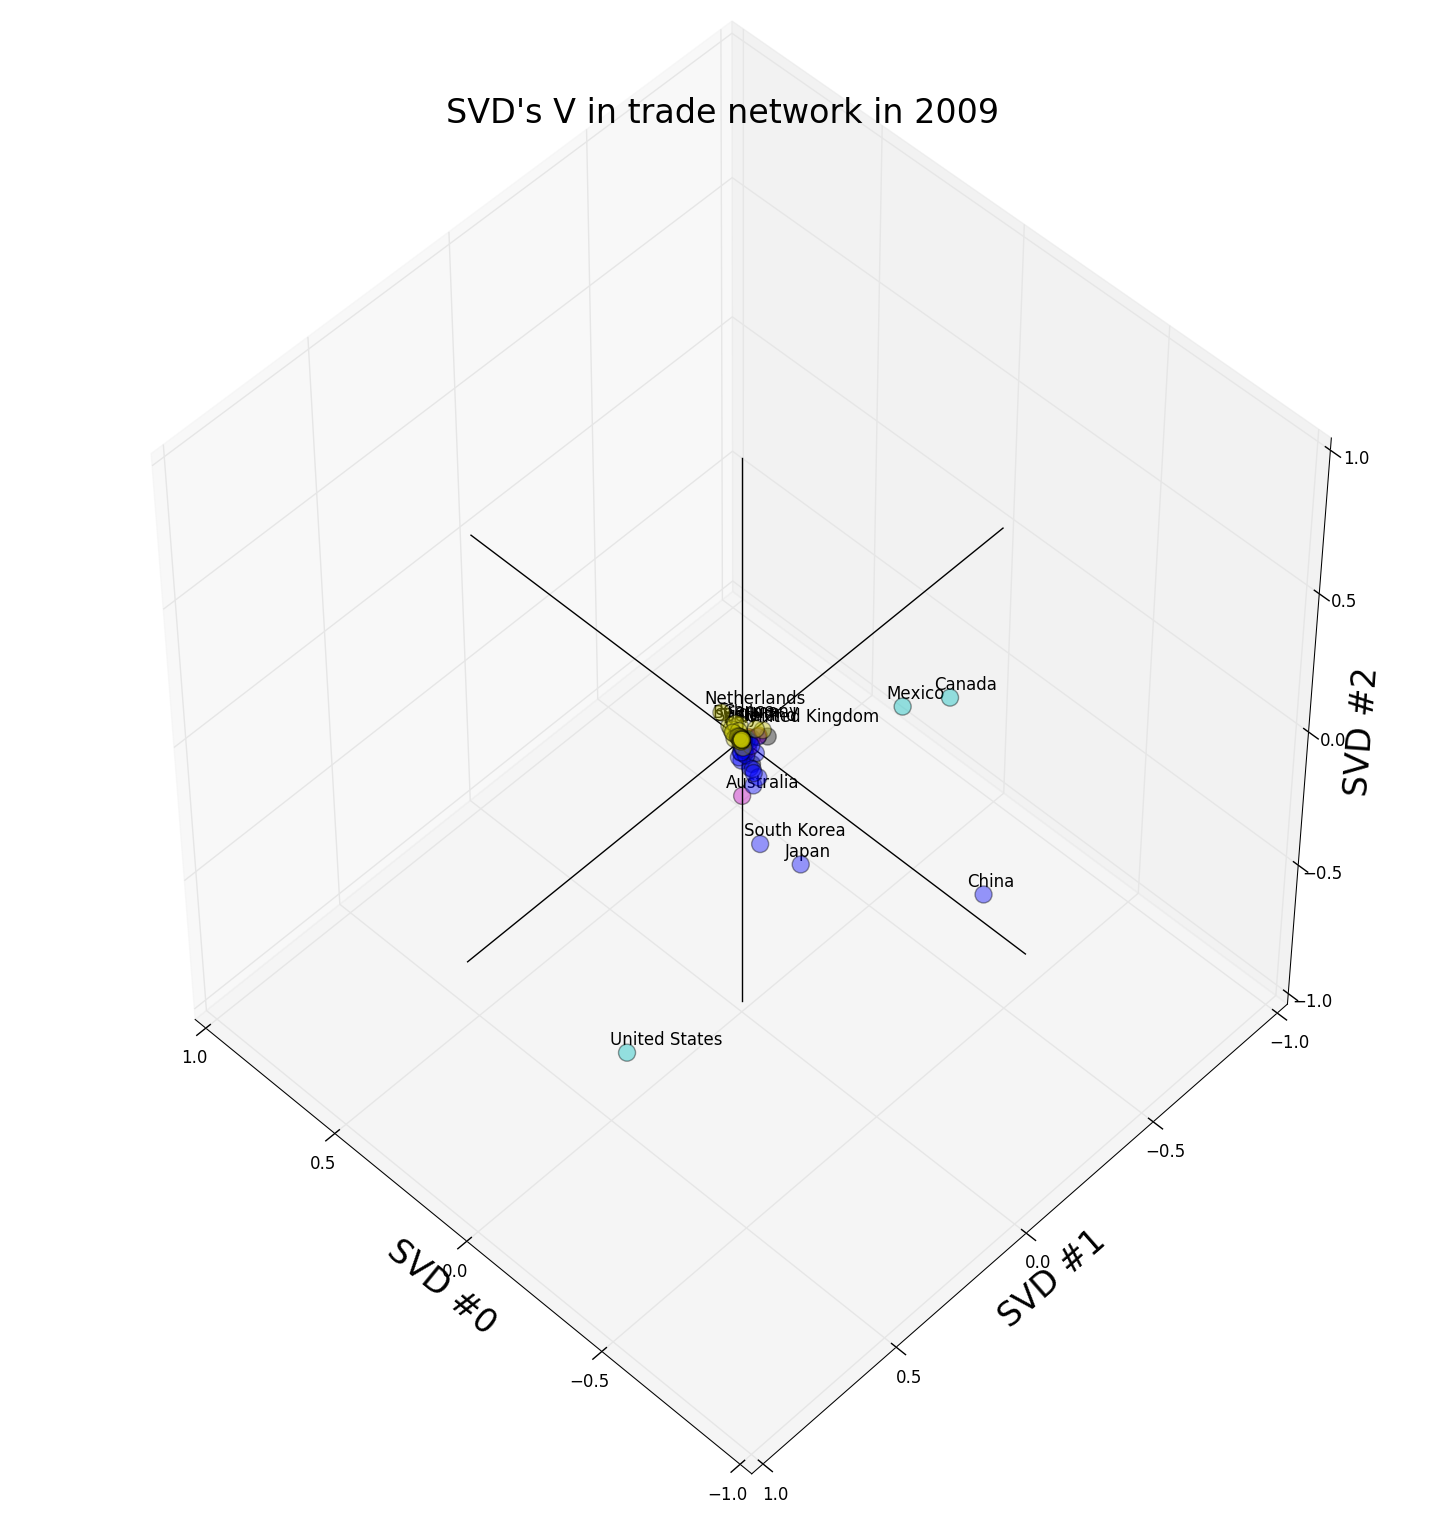 SVD's V in trade network in 2009
1.0
0.5
0.0
−0.5
−1.0
SVD #2
Canada
Mexico
Netherlands
United Kingdom
Australia
South Korea
Japan
China
United States
1.0
0.5
0.0
−0.5
−1.0
SVD #0
−1.0
−0.5
0.0
0.5
1.0
SVD #1